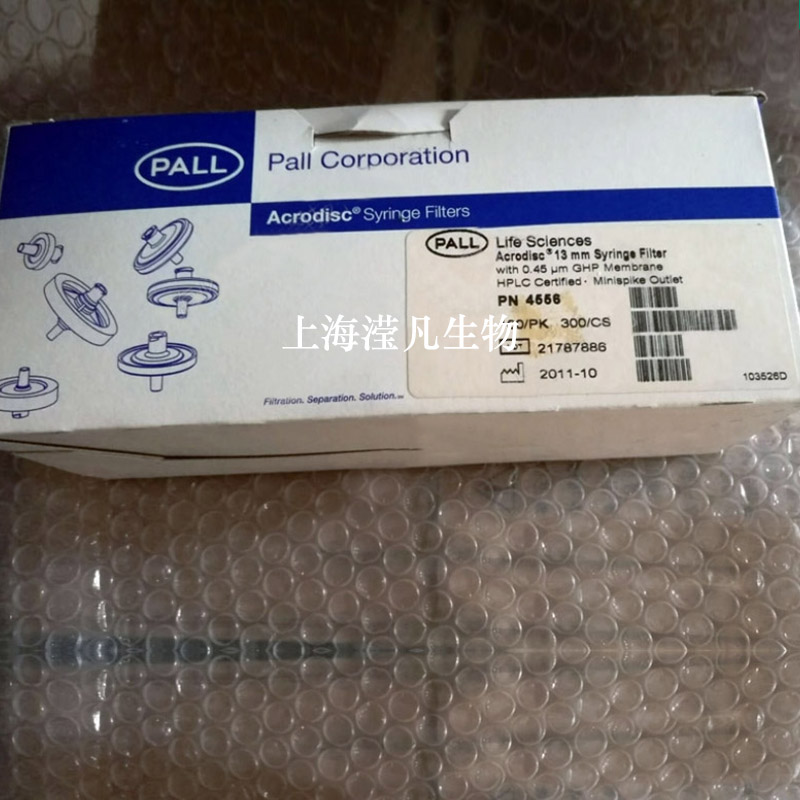 PALL
Pall Corporation
Acrodisc® Syringe Filters
PALL Life Sciences
Acrodisc® 13 mm Syringe Filter
with 0.45 µm GHP Membrane
HPLC Certified · Minispike Outlet
PN 4556
/PK 300/CS
21787886
2011-10
103526D
Filtration. Separation. Solution.℠
上海滢凡生物